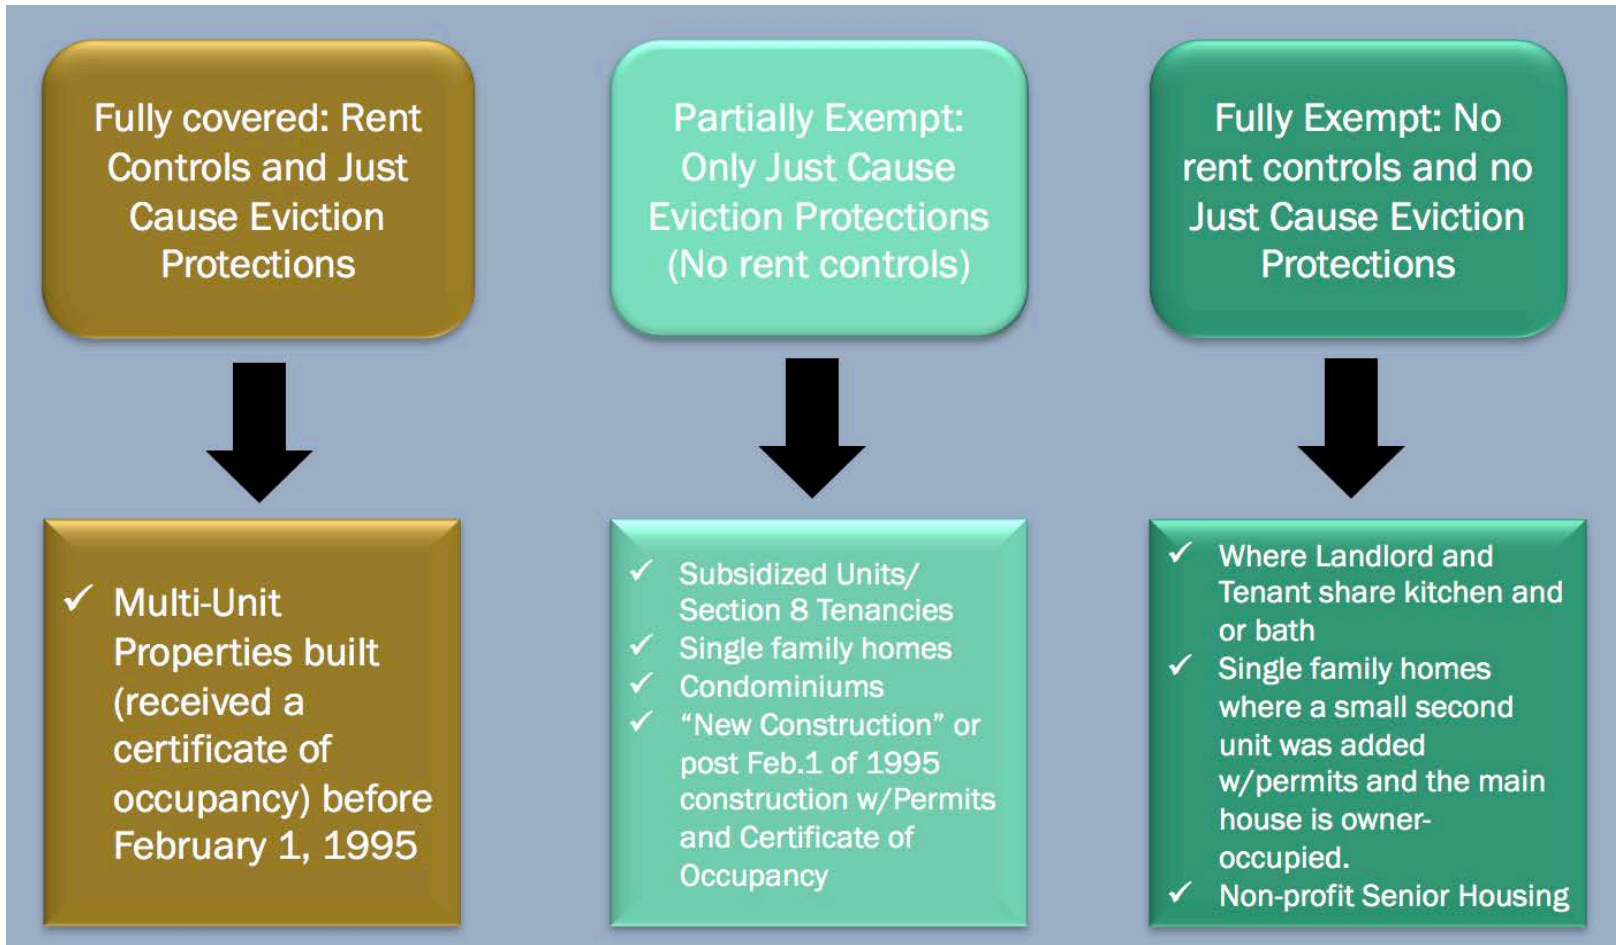 Fully covered: Rent
Controls and Just
Cause Eviction
Protections
Partially Exempt:
Only Just Cause
Eviction Protections
(No rent controls)
Fully Exempt: No
rent controls and no
Just Cause Eviction
Protections
✓ Multi-Unit
Properties built
(received a
certificate of
occupancy) before
February 1, 1995
✓ Subsidized Units/
Section 8 Tenancies
✓ Single family homes
✓ Condominiums
✓ “New Construction” or
post Feb.1 of 1995
construction w/Permits
and Certificate of
Occupancy
✓ Where Landlord and
Tenant share kitchen and
or bath
✓ Single family homes
where a small second
unit was added
w/permits and the main
house is owner-
occupied.
✓ Non-profit Senior Housing